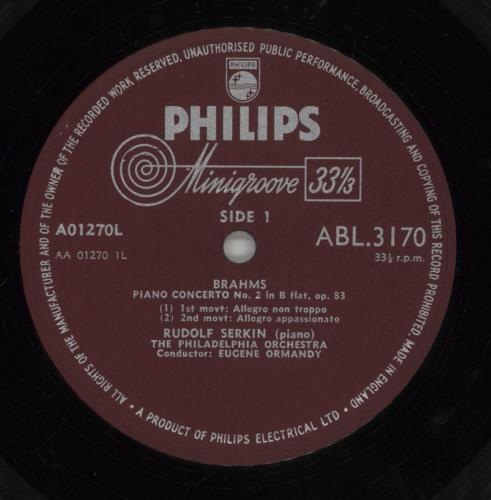 ALL RIGHTS OF THE MANUFACTURER AND OF THE OWNER OF THE RECORDED WORK RESERVED. UNAUTHORISED PUBLIC PERFORMANCE, BROADCASTING AND COPYING OF THIS RECORD PROHIBITED. MADE IN ENGLAND
PHILIPS
PHILIPS
Minigroove 33⅓
SIDE 1
A01270L
ABL.3170
AA 01270 1L
33⅓ r.p.m.
BRAHMS
PIANO CONCERTO No. 2 in B flat, op. 83
(1) 1st movt: Allegro non troppo
(2) 2nd movt: Allegro appassionato
RUDOLF SERKIN (piano)
THE PHILADELPHIA ORCHESTRA
Conductor: EUGENE ORMANDY
• A PRODUCT OF PHILIPS ELECTRICAL LTD •